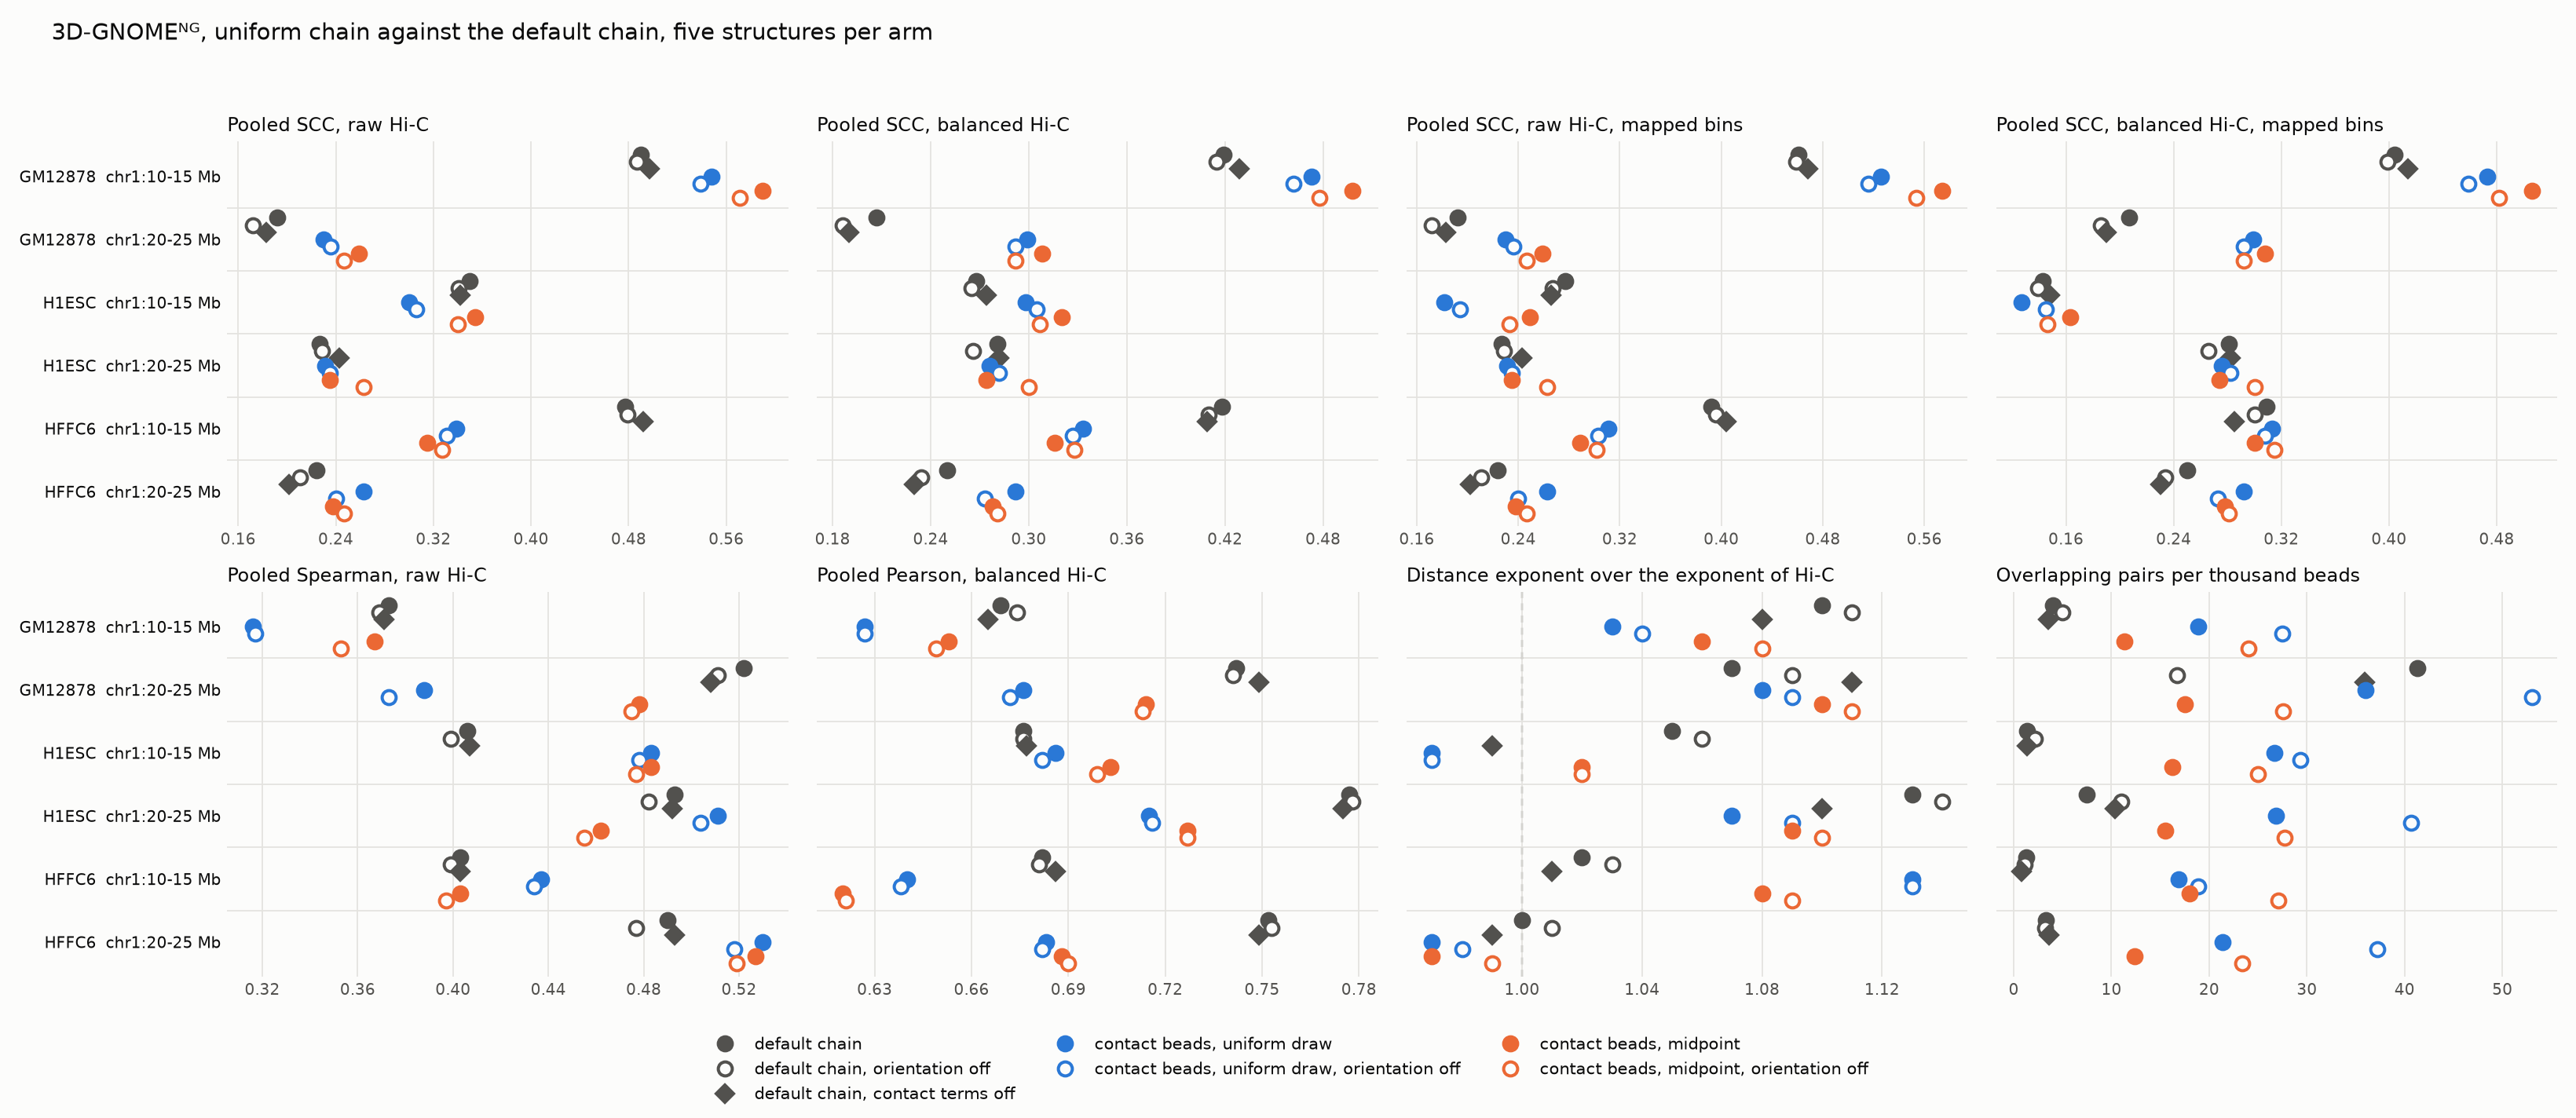 3D-GNOMEᴺᴳ, uniform chain against the default chain, five structures per arm
Pooled SCC, raw Hi-C
Pooled SCC, balanced Hi-C
Pooled SCC, raw Hi-C, mapped bins
Pooled SCC, balanced Hi-C, mapped bins
GM12878 chr1:10-15 Mb
GM12878 chr1:20-25 Mb
H1ESC chr1:10-15 Mb
H1ESC chr1:20-25 Mb
HFFC6 chr1:10-15 Mb
HFFC6 chr1:20-25 Mb
0.16 0.24 0.32 0.40 0.48 0.56
0.18 0.24 0.30 0.36 0.42 0.48
0.16 0.24 0.32 0.40 0.48 0.56
0.16 0.24 0.32 0.40 0.48
Pooled Spearman, raw Hi-C
Pooled Pearson, balanced Hi-C
Distance exponent over the exponent of Hi-C
Overlapping pairs per thousand beads
GM12878 chr1:10-15 Mb
GM12878 chr1:20-25 Mb
H1ESC chr1:10-15 Mb
H1ESC chr1:20-25 Mb
HFFC6 chr1:10-15 Mb
HFFC6 chr1:20-25 Mb
0.32 0.36 0.40 0.44 0.48 0.52
0.63 0.66 0.69 0.72 0.75 0.78
1.00 1.04 1.08 1.12
0 10 20 30 40 50
default chain
default chain, orientation off
default chain, contact terms off
contact beads, uniform draw
contact beads, uniform draw, orientation off
contact beads, midpoint
contact beads, midpoint, orientation off